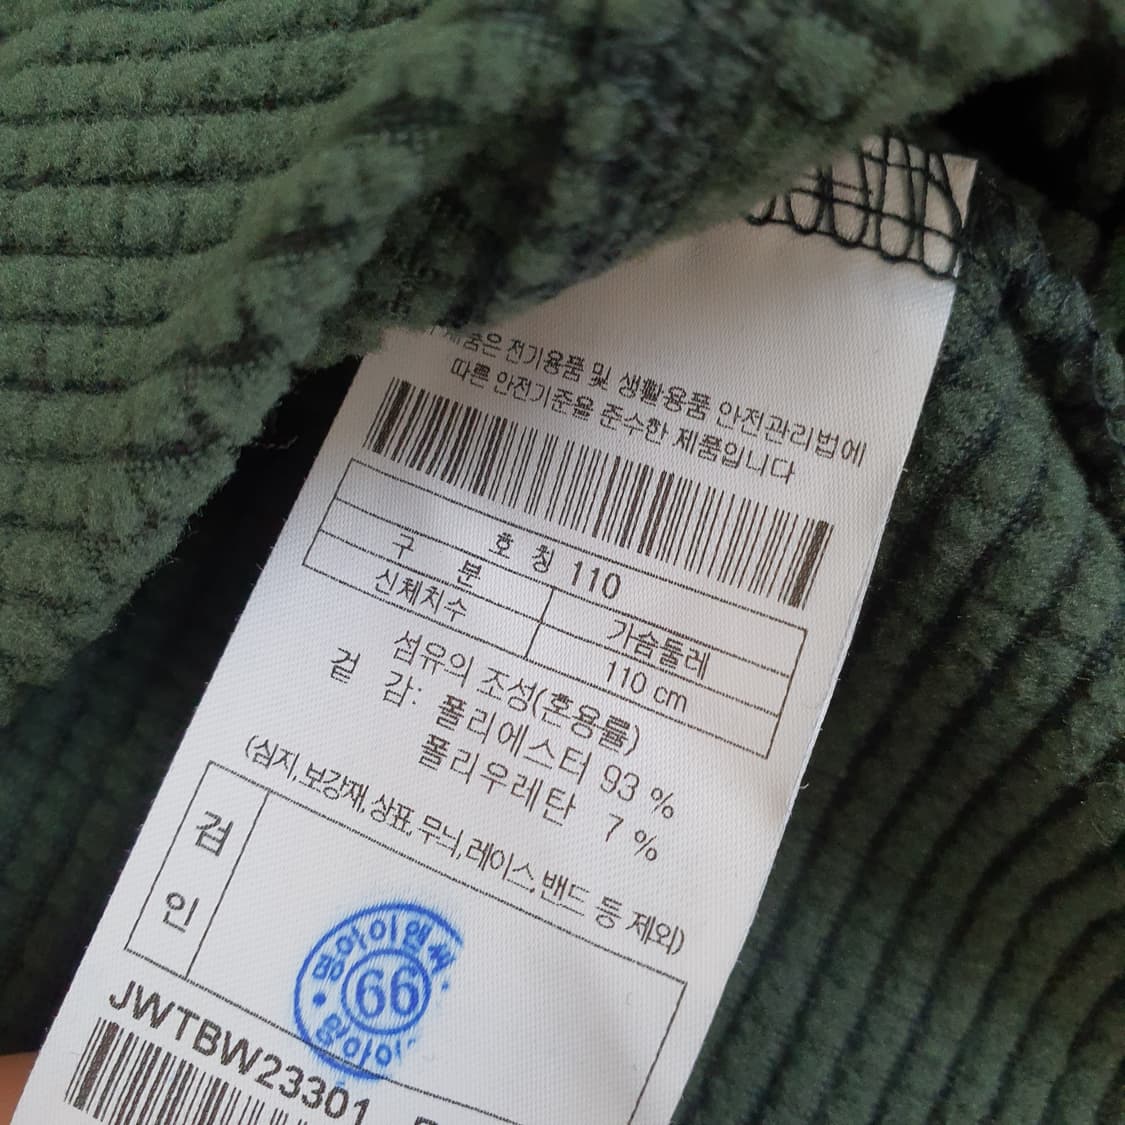 제품은 전기용품 및 생활용품 안전관리법에
따른 안전기준을 준수한 제품입니다
호 칭 110
구 분 가슴둘레
신체치수 110 cm
섬유의 조성(혼용률)
겉 감: 폴리에스터 93 %
폴리우레탄 7 %
(심지,보강재,상표,무늬,레이스,밴드 등 제외)
검
인
66
JWTBW23301